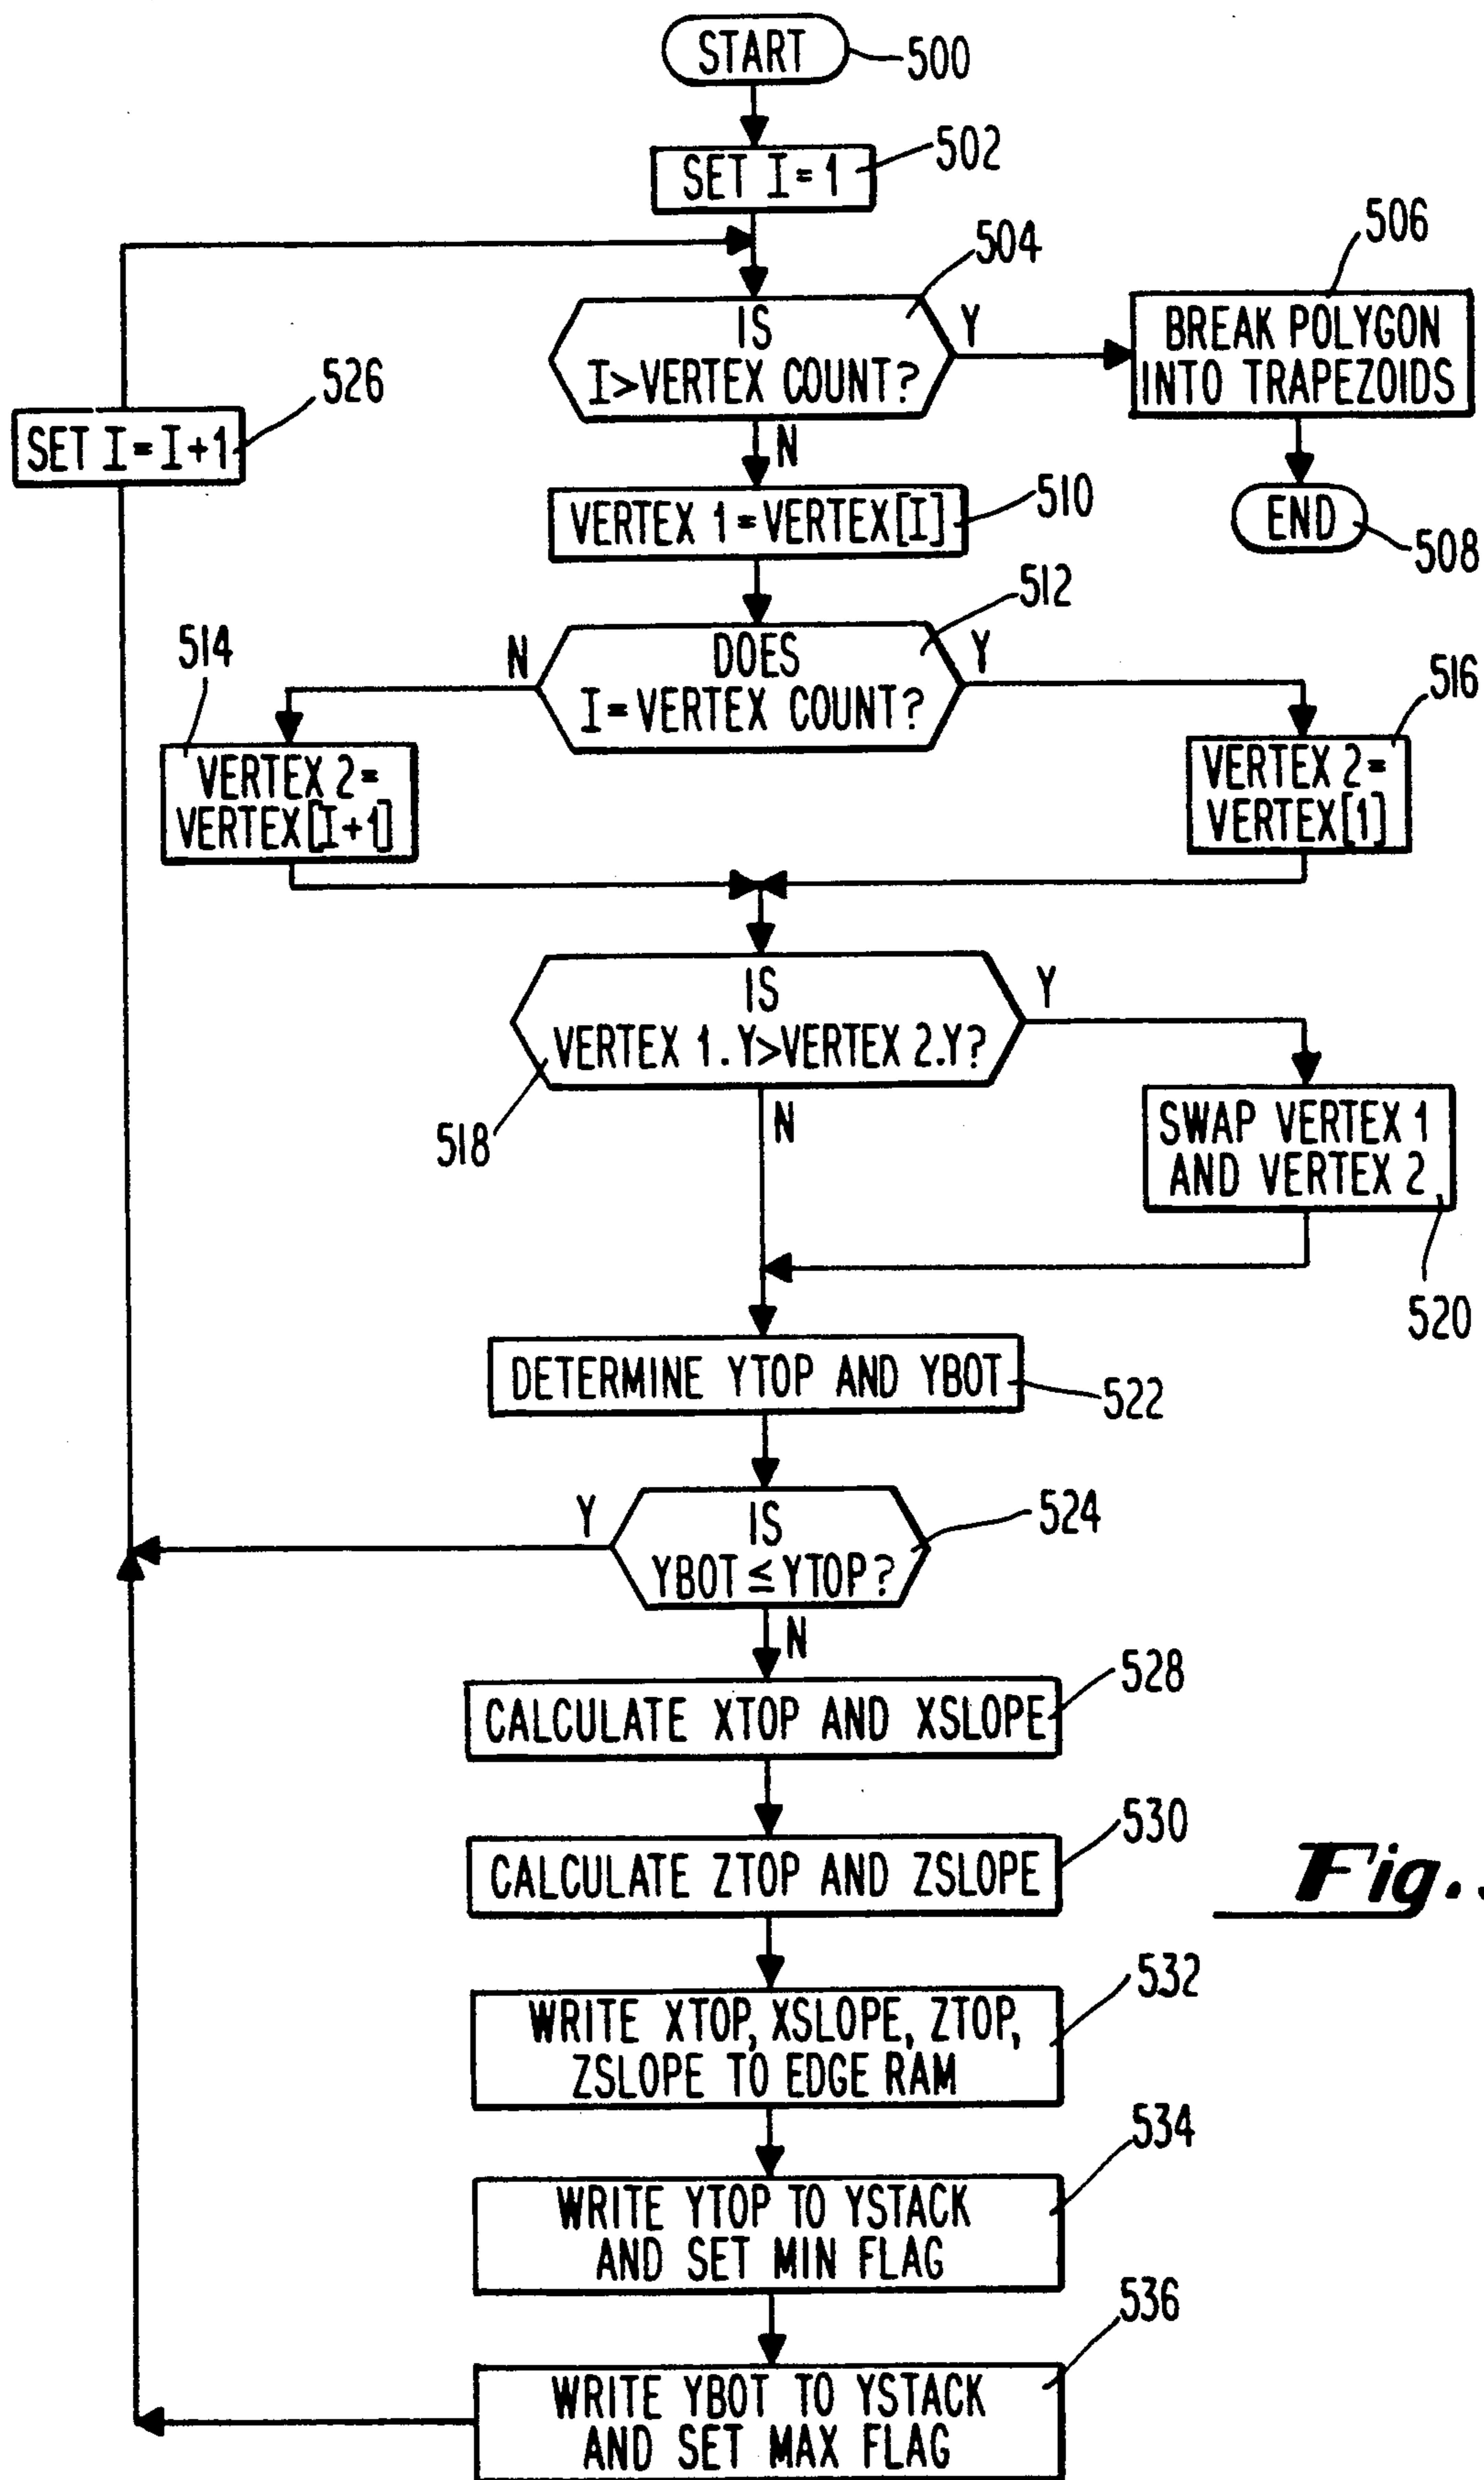 START
500
SET I=1
502
IS
I>VERTEX COUNT?
504
Y
N
BREAK POLYGON
INTO TRAPEZOIDS
506
END
508
SET I=I+1
526
VERTEX 1=VERTEX[I]
510
DOES
I=VERTEX COUNT?
512
N
Y
514
VERTEX 2=
VERTEX[I+1]
516
VERTEX 2=
VERTEX[1]
IS
VERTEX 1.Y>VERTEX 2.Y?
518
Y
N
SWAP VERTEX 1
AND VERTEX 2
520
DETERMINE YTOP AND YBOT
522
IS
YBOT≤YTOP?
524
Y
N
CALCULATE XTOP AND XSLOPE
528
CALCULATE ZTOP AND ZSLOPE
530
Fig.
WRITE XTOP, XSLOPE, ZTOP,
ZSLOPE TO EDGE RAM
532
WRITE YTOP TO YSTACK
AND SET MIN FLAG
534
WRITE YBOT TO YSTACK
AND SET MAX FLAG
536